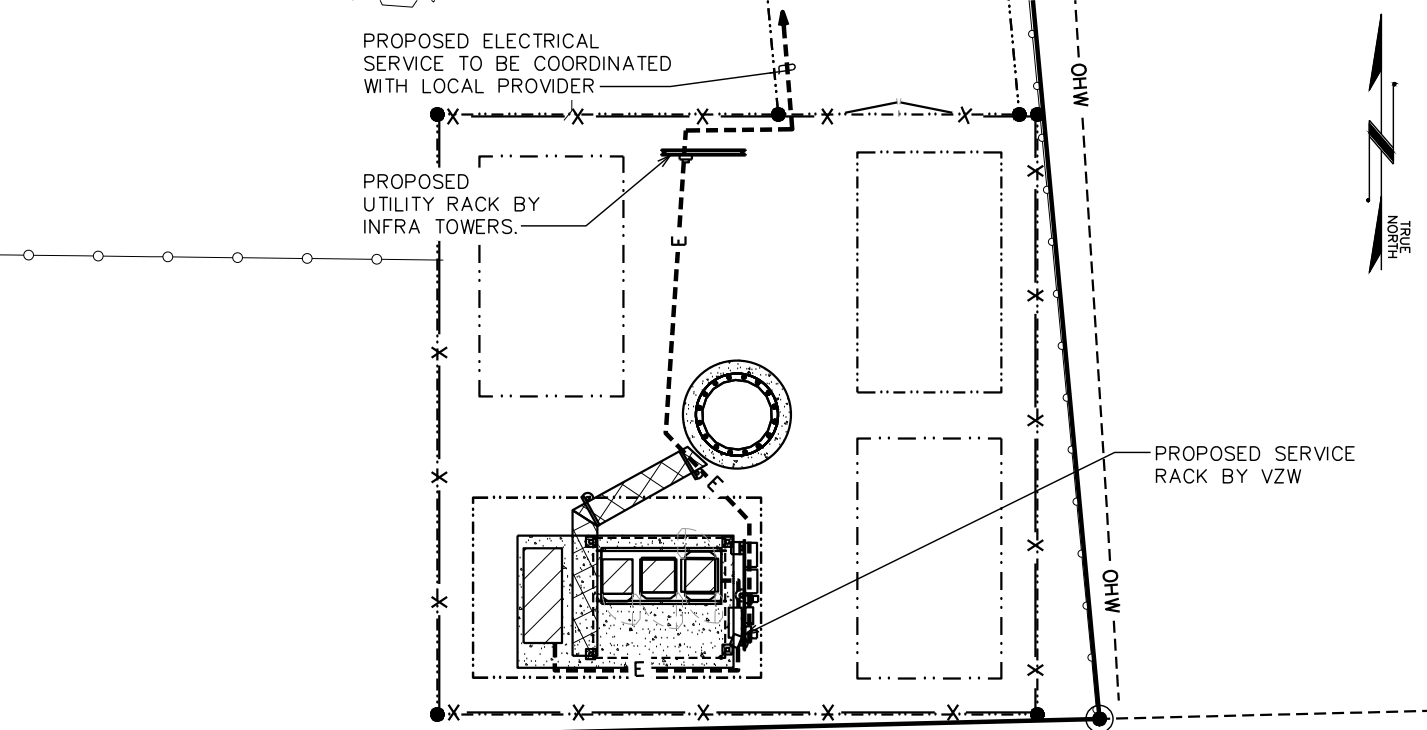 PROPOSED ELECTRICAL
SERVICE TO BE COORDINATED
WITH LOCAL PROVIDER
OHW
TRUE
NORTH
PROPOSED
UTILITY RACK BY
INFRA TOWERS.
E
E
PROPOSED SERVICE
RACK BY VZW
OHW
E